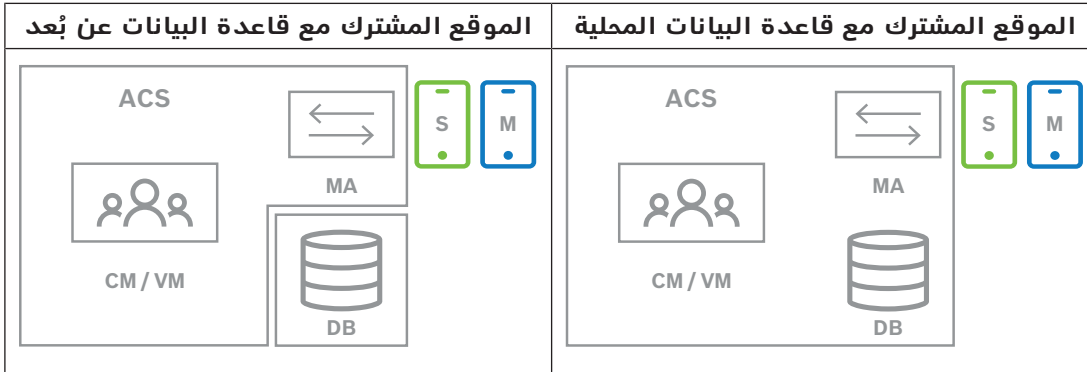 الموقع المشترك مع قاعدة البيانات المحلية
الموقع المشترك مع قاعدة البيانات عن بُعد
ACS
S
M
MA
CM / VM
DB
ACS
S
M
MA
CM / VM
DB